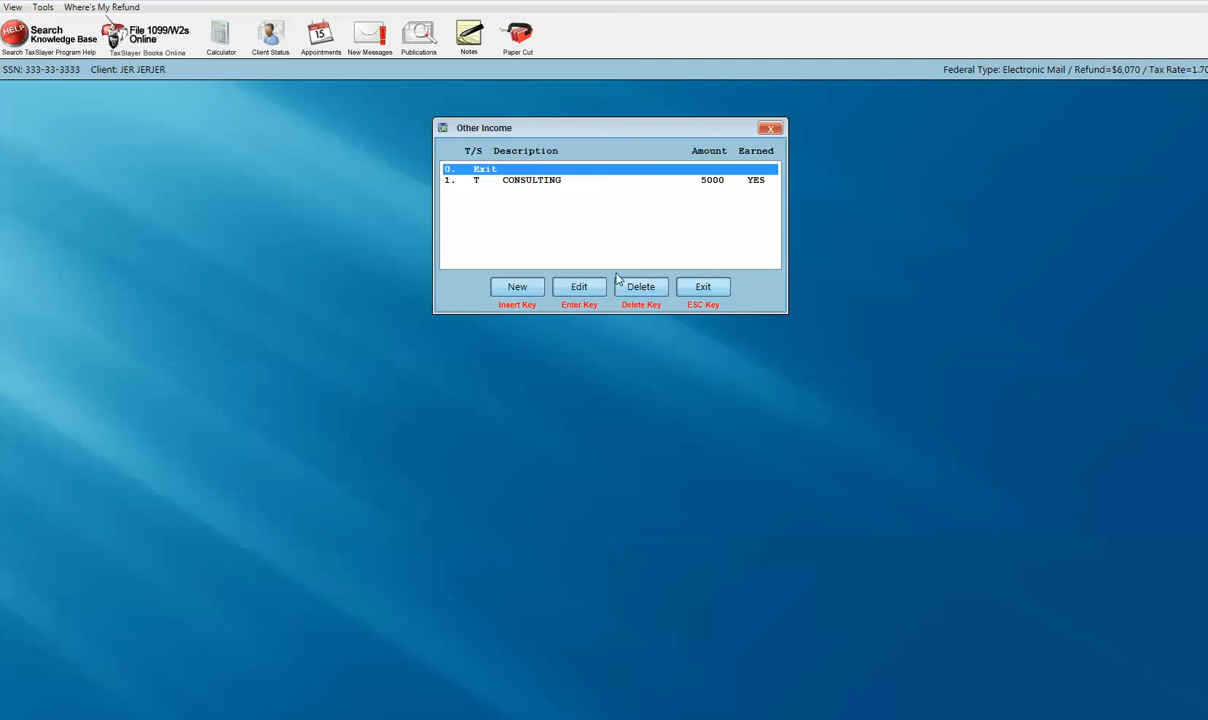 View Tools Where's My Refund
HELP Search Knowledge Base
Search TaxSlayer Program Help
File 1099/W2s Online
TaxSlayer Books Online
Calculator
Client Status
15
Appointments
New Messages
Publications
Notes
Paper Cut
SSN: 333-33-3333 Client: JER JERJER Federal Type: Electronic Mail / Refund=$6,070 / Tax Rate=1.70
Other Income X
T/S Description Amount Earned
0. Exit
1. T CONSULTING 5000 YES
New Edit Delete Exit
Insert Key Enter Key Delete Key ESC Key